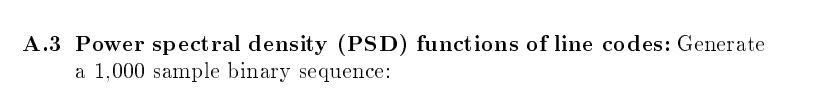 A.3 Power spectral density (PSD) functions of line codes: Generate
a 1,000 sample binary sequence: